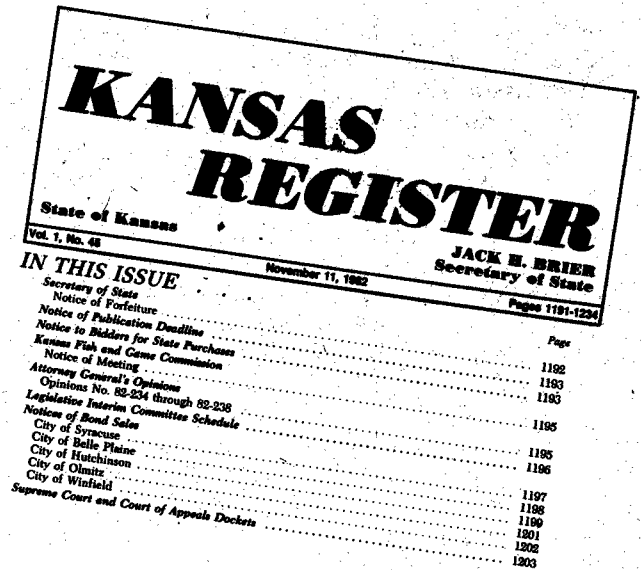 KANSAS
REGISTER
State of Kansas
JACK H. BRIER
Secretary of State
Vol. 1, No. 46 November 11, 1982 Pages 1191-1234
IN THIS ISSUE Page
Secretary of State
Notice of Forfeiture 1192
Notice of Publication Deadline 1193
Notice to Bidders for State Purchases 1193
Kansas Fish and Game Commission
Notice of Meeting 1195
Attorney General's Opinions
Opinions No. 82-234 through 82-238 1195
Legislative Interim Committee Schedule 1196
Notices of Bond Sales
City of Syracuse 1197
City of Belle Plaine 1198
City of Hutchinson 1199
City of Olmitz 1201
City of Winfield 1202
Supreme Court and Court of Appeals Dockets 1203